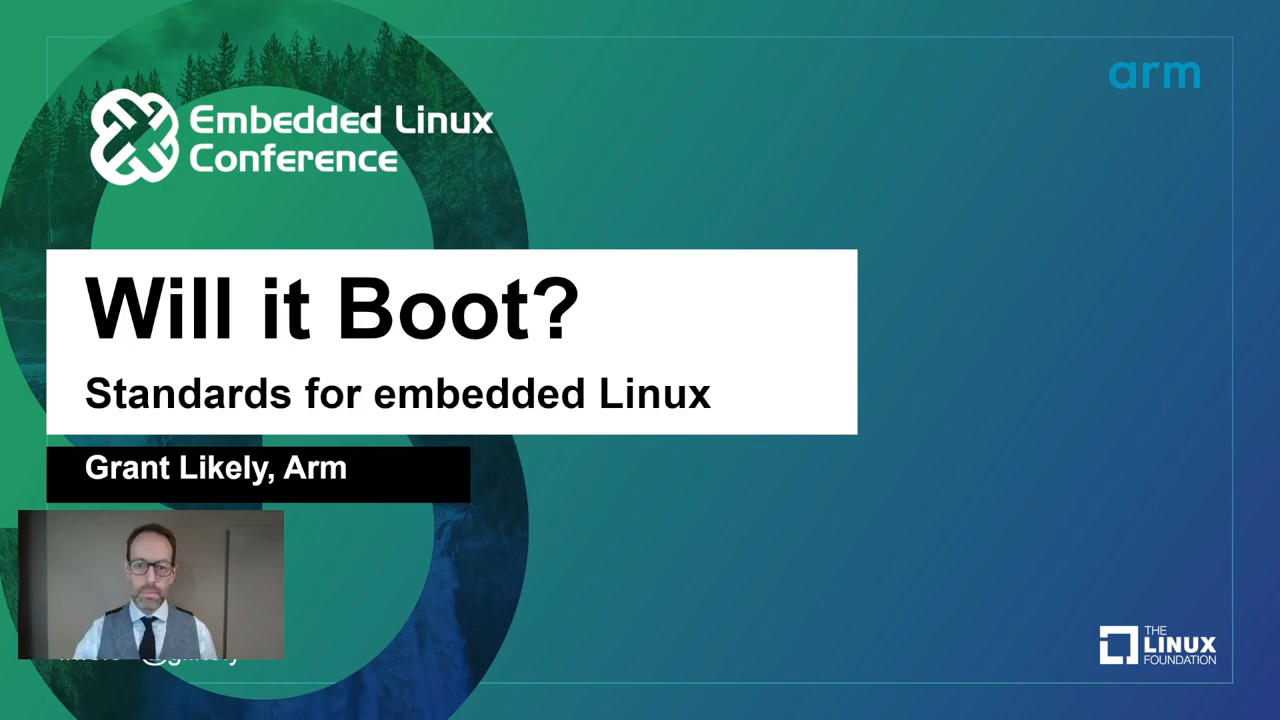 arm
Embedded Linux
Conference
Will it Boot?
Standards for embedded Linux
Grant Likely, Arm
THE
LINUX
FOUNDATION